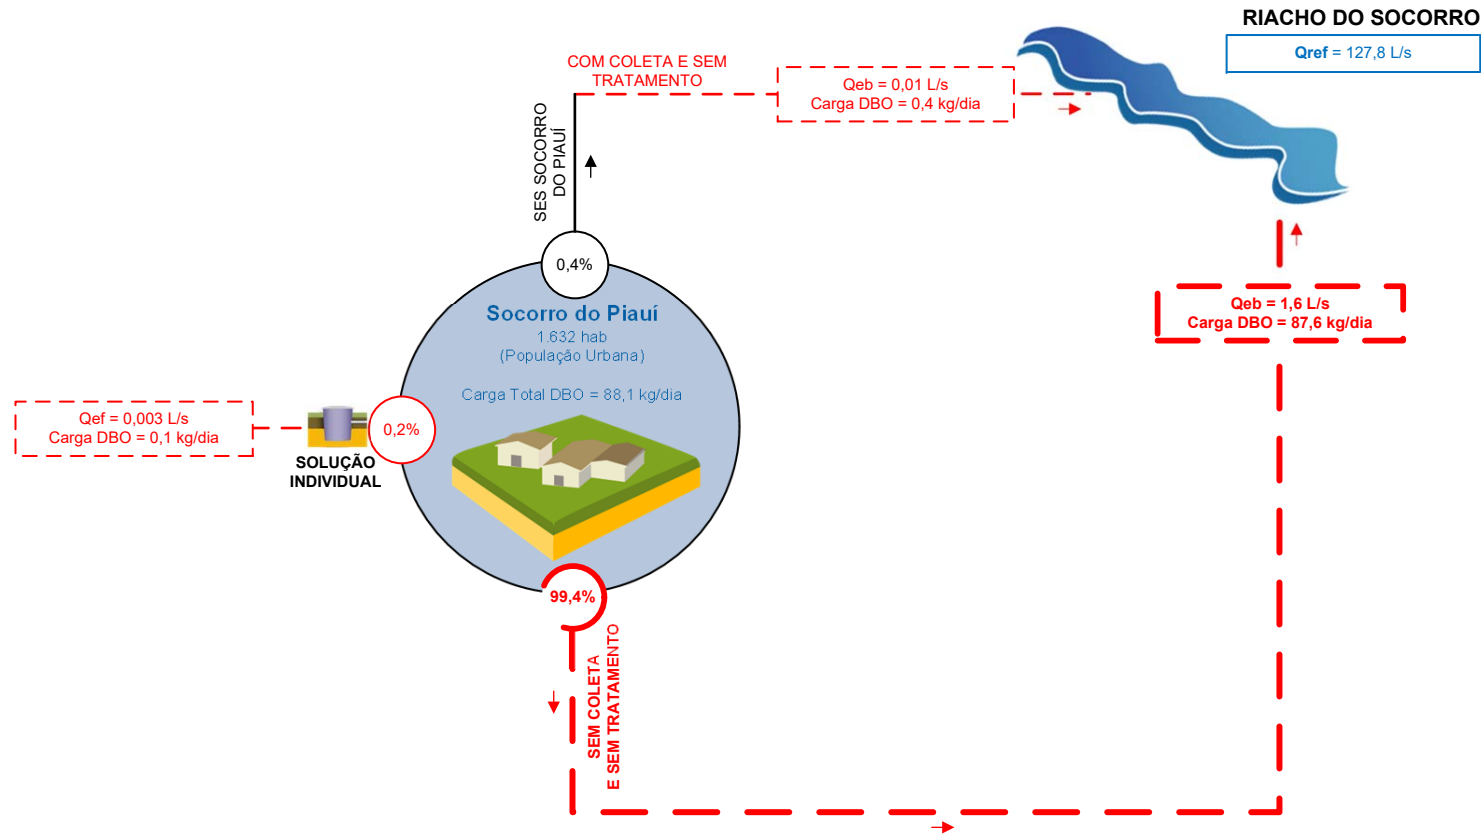 RIACHO DO SOCORRO
Qref = 127,8 L/s
COM COLETA E SEM
TRATAMENTO
Qeb = 0,01 L/s
Carga DBO = 0,4 kg/dia
SES SOCORRO
DO PIAUÍ
0,4%
Socorro do Piauí
1.632 hab
(População Urbana)
Carga Total DBO = 88,1 kg/dia
Qeb = 1,6 L/s
Carga DBO = 87,6 kg/dia
Qef = 0,003 L/s
Carga DBO = 0,1 kg/dia
0,2%
SOLUÇÃO
INDIVIDUAL
99,4%
SEM COLETA
E SEM TRATAMENTO